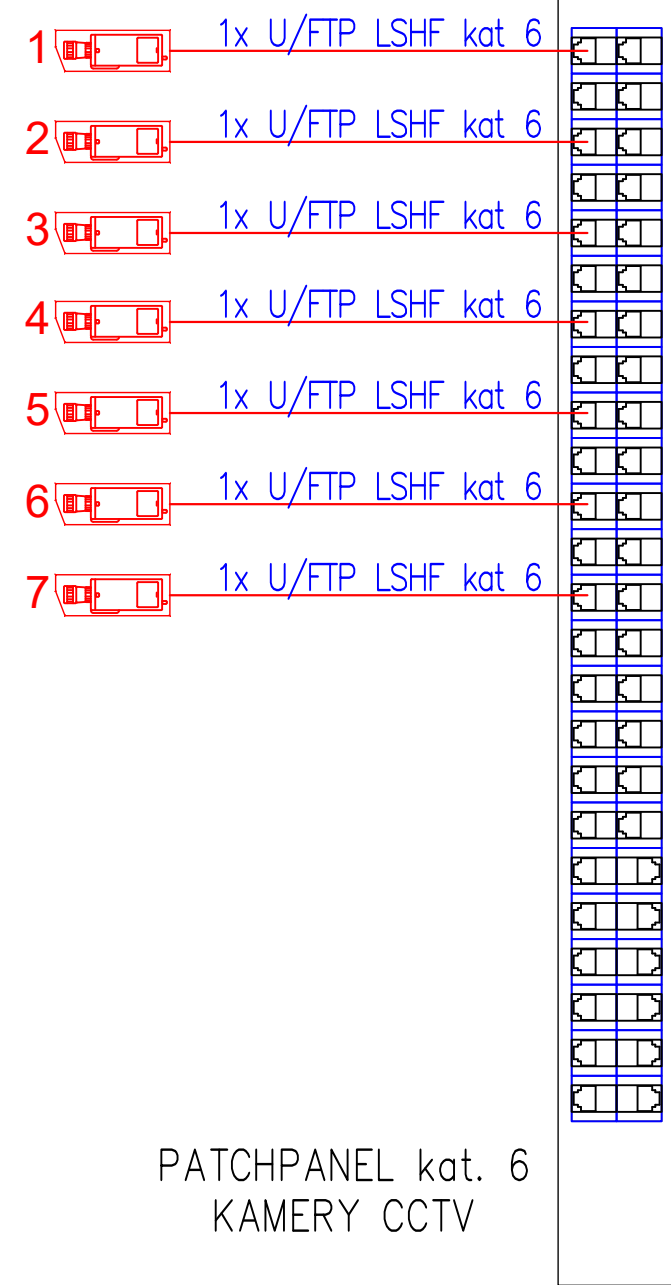 1 1x U/FTP LSHF kat 6
2 1x U/FTP LSHF kat 6
3 1x U/FTP LSHF kat 6
4 1x U/FTP LSHF kat 6
5 1x U/FTP LSHF kat 6
6 1x U/FTP LSHF kat 6
7 1x U/FTP LSHF kat 6
PATCHPANEL kat. 6
KAMERY CCTV